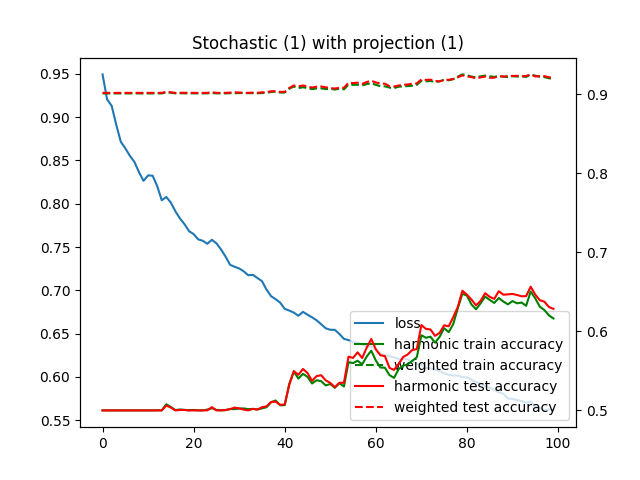 Stochastic (1) with projection (1)
0.95
0.90
0.85
0.80
0.75
0.70
0.65
0.60
0.55
0.9
0.8
0.7
0.6
0.5
loss
harmonic train accuracy
weighted train accuracy
harmonic test accuracy
weighted test accuracy
0 20 40 60 80 100